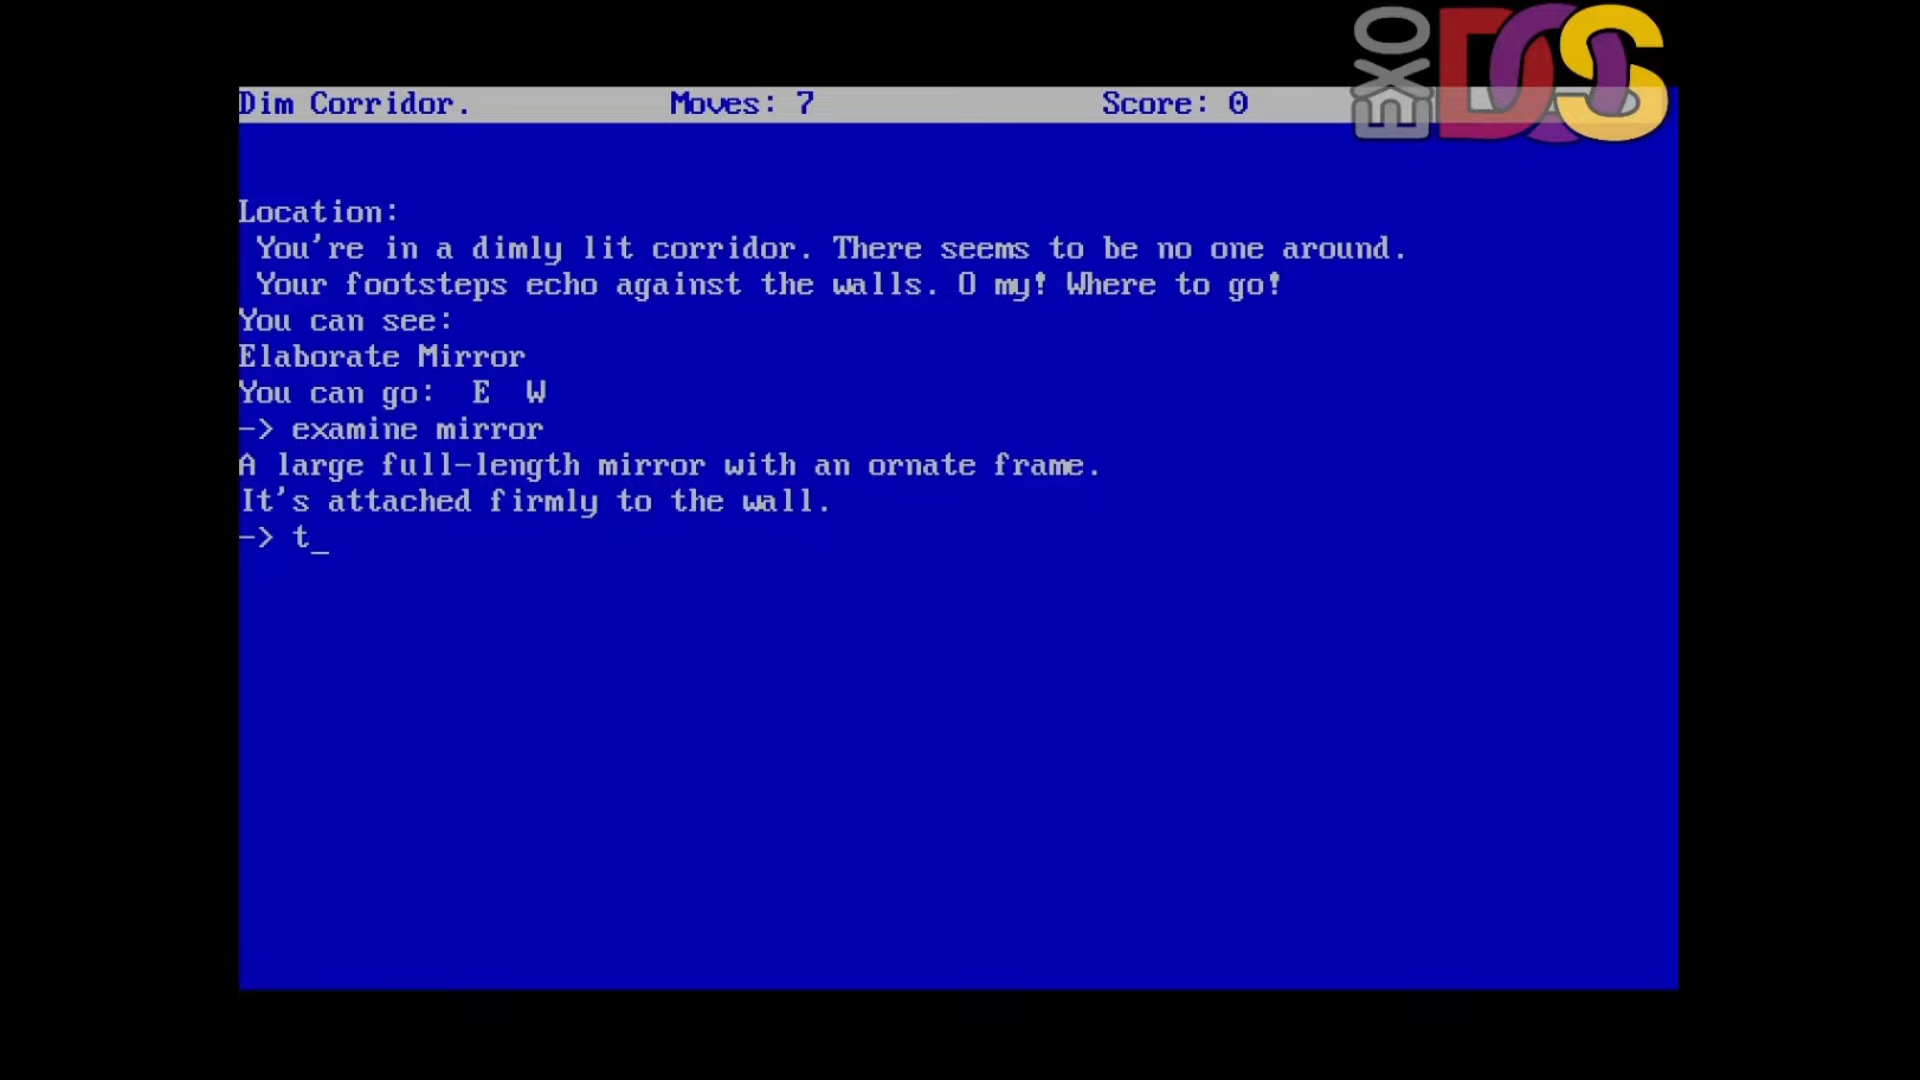 EXO DOS
Dim Corridor. Moves: 7 Score: 0
Location:
You're in a dimly lit corridor. There seems to be no one around.
Your footsteps echo against the walls. O my! Where to go!
You can see:
Elaborate Mirror
You can go: E W
-> examine mirror
A large full-length mirror with an ornate frame.
It's attached firmly to the wall.
-> t_